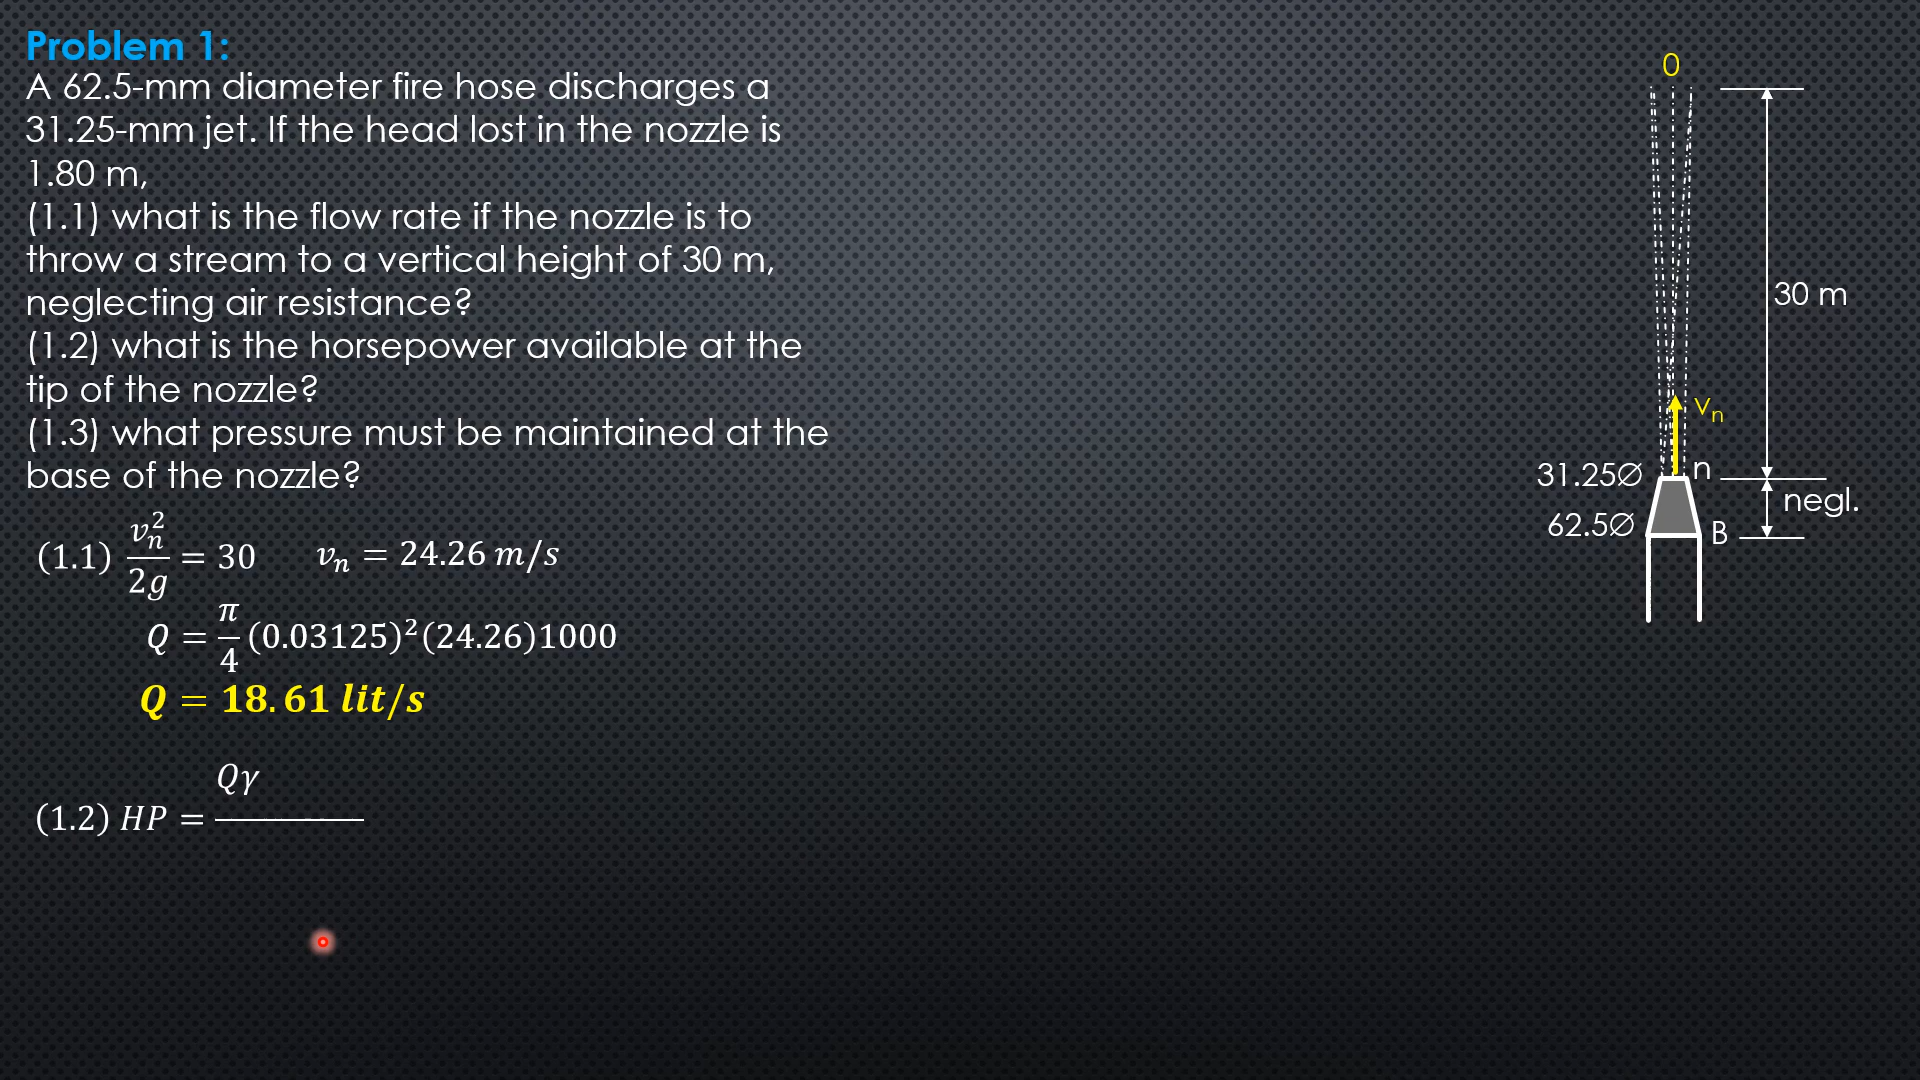 Problem 1:
A 62.5-mm diameter fire hose discharges a
31.25-mm jet. If the head lost in the nozzle is
1.80 m,
(1.1) what is the flow rate if the nozzle is to
throw a stream to a vertical height of 30 m,
neglecting air resistance?
(1.2) what is the horsepower available at the
tip of the nozzle?
(1.3) what pressure must be maintained at the
base of the nozzle?
(1.1) v_n^2/2g = 30 v_n = 24.26 m/s
Q = π/4 (0.03125)^2(24.26)1000
Q = 18.61 lit/s
(1.2) HP = Qγ
0
30 m
v_n
31.25∅ n
negl.
62.5∅ B